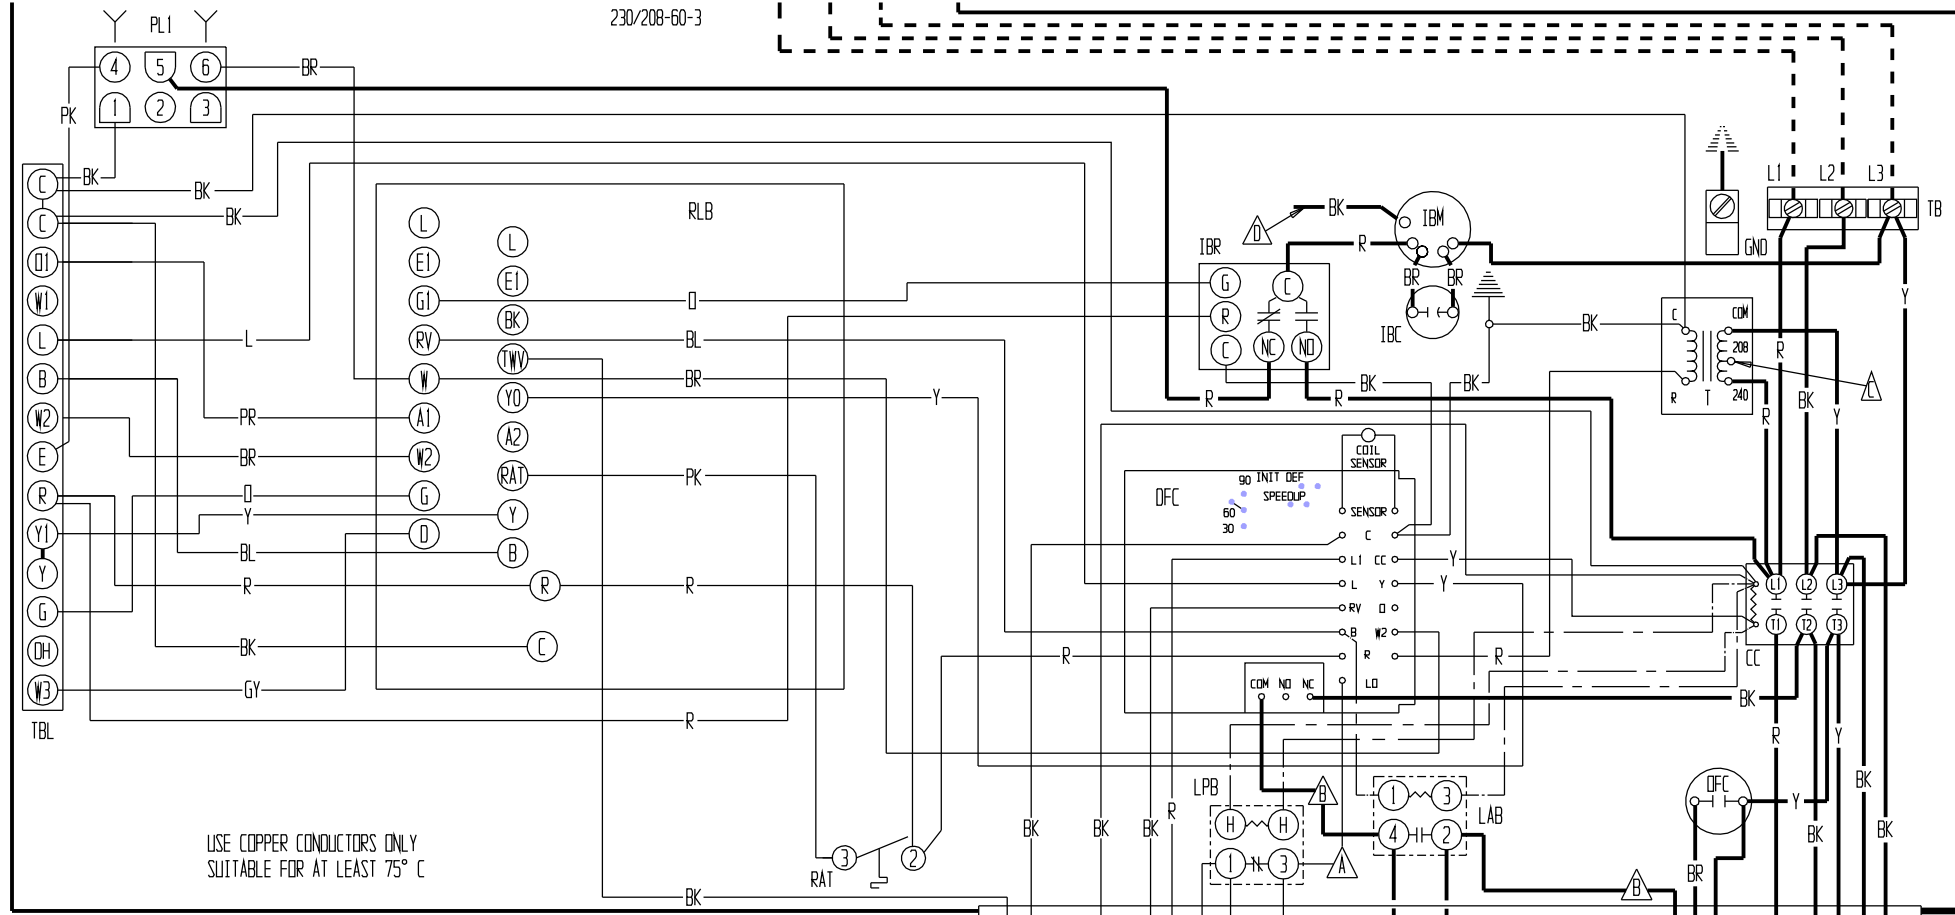 230/208-60-3
PL1
4 5 6
BR
1 2 3
PK
BK
BK
BK
L1 L2 L3
TB
GND
C
C
O1
W1
L
B
W2
E
R
Y1
Y
G
OH
W3
TBL
L
PR
BR
O
Y
BL
R
BK
GY
RLB
L
E1
G1
RV
W
A1
W2
G
D
L
E1
BK
TWV
YO
A2
RAT
Y
B
R
C
O
BL
BR
Y
PK
R
R
BK
D
BK
IBM
R
BR BR
IBC
IBR
G
R
C
C
NC NO
R
R
BK
BK
BK
C COM
208
R T 240
C
R
R
BK
Y
Y
COIL
SENSOR
DFC
90 INIT DEF
SPEEDUP
60
30
SENSOR
C
L1 CC
L Y
RV O
B W2
R
LO
Y
Y
R
R
COM NO NC
BK
L1 L2 L3
T1 T2 T3
CC
R
Y
BK
BK
BK
OFC
Y
BR
LPB
H H
1 3
B
A
1 3
4 2
LAB
B
BK
BK
BK
R
RAT
3 2
BK
USE COPPER CONDUCTORS ONLY
SUITABLE FOR AT LEAST 75° C